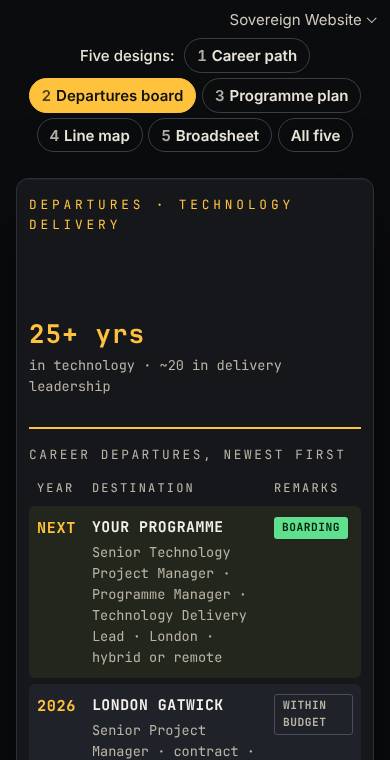 Sovereign Website
Five designs: 1 Career path
2 Departures board 3 Programme plan
4 Line map 5 Broadsheet All five
DEPARTURES · TECHNOLOGY
DELIVERY
25+ yrs
in technology · ~20 in delivery
leadership
CAREER DEPARTURES, NEWEST FIRST
YEAR DESTINATION REMARKS
NEXT YOUR PROGRAMME BOARDING
Senior Technology
Project Manager ·
Programme Manager ·
Technology Delivery
Lead · London ·
hybrid or remote
2026 LONDON GATWICK WITHIN
BUDGET
Senior Project
Manager · contract ·